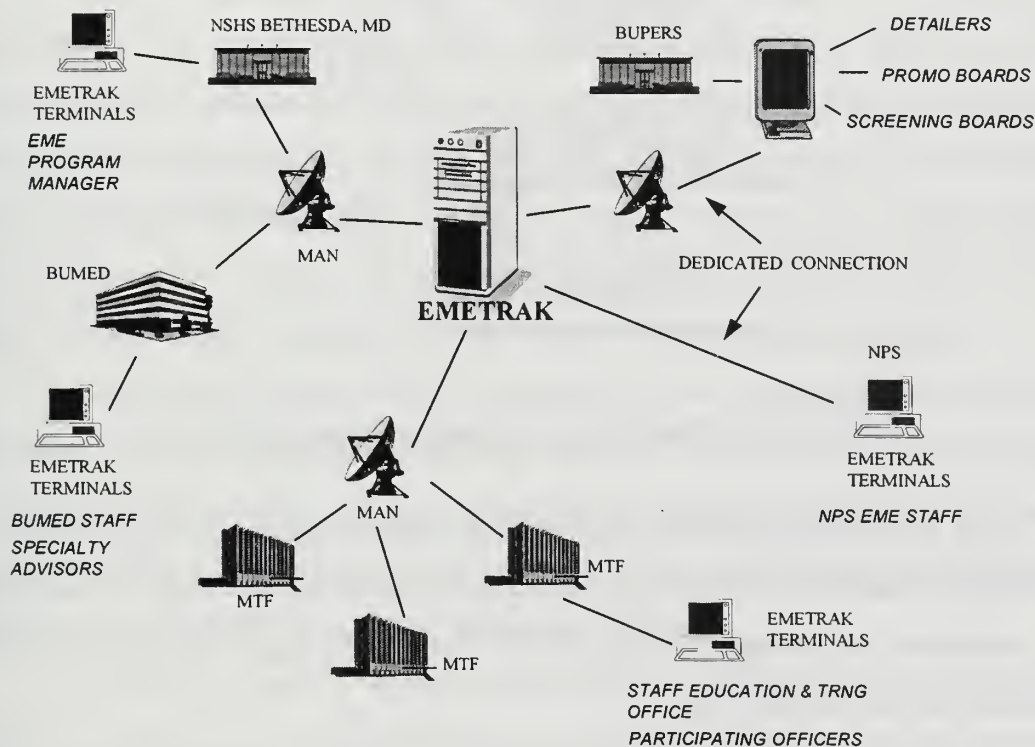 NSHS BETHESDA, MD
EMETRAK
TERMINALS
EME
PROGRAM
MANAGER
MAN
BUMED
EMETRAK
TERMINALS
BUMED STAFF
SPECIALTY
ADVISORS
EMETRAK
BUPERS
DETAILERS
PROMO BOARDS
SCREENING BOARDS
DEDICATED CONNECTION
NPS
EMETRAK
TERMINALS
NPS EME STAFF
MAN
MTF
MTF
MTF
EMETRAK
TERMINALS
STAFF EDUCATION & TRNG
OFFICE
PARTICIPATING OFFICERS